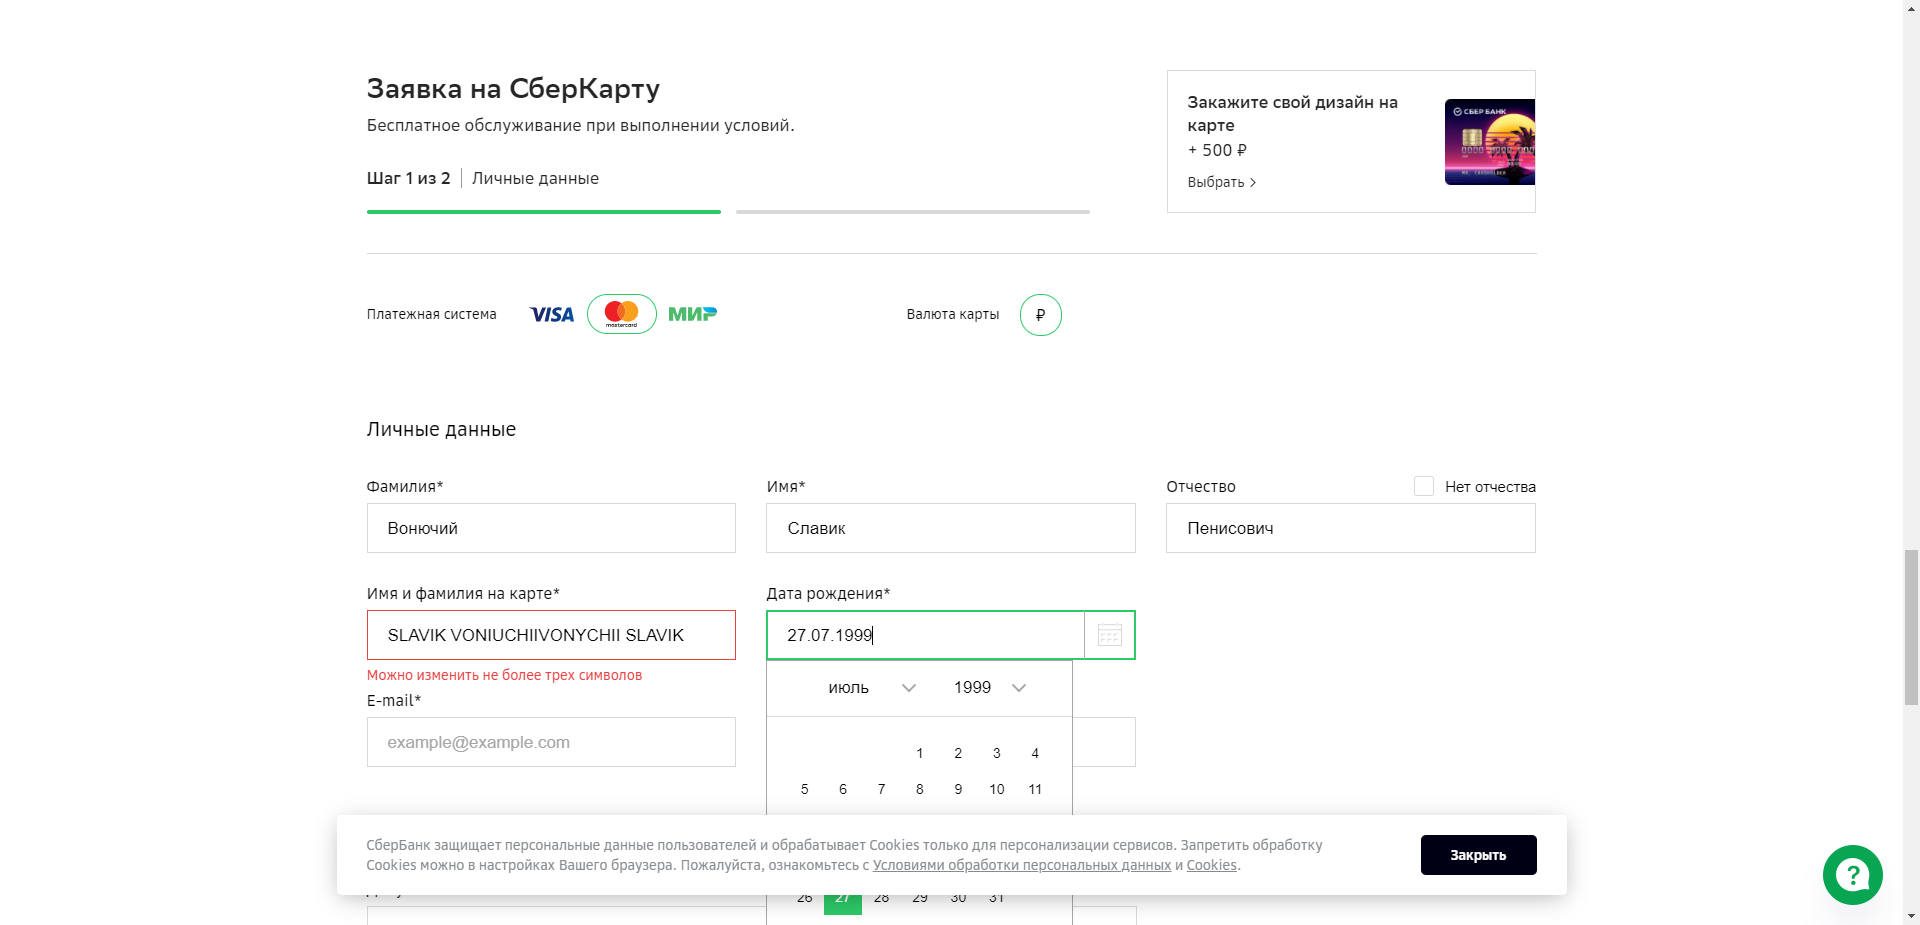 Заявка на СберКарту
Бесплатное обслуживание при выполнении условий.
Шаг 1 из 2
Личные данные
Закажите свой дизайн на
карте
+ 500 ₽
Выбрать
СБЕР БАНК
Платежная система
VISA
mastercard
МИР
Валюта карты
₽
Личные данные
Фамилия*
Имя*
Отчество
Нет отчества
Вонючий
Славик
Пенисович
Имя и фамилия на карте*
Дата рождения*
SLAVIK VONIUCHIIVONYCHII SLAVIK
27.07.1999
Можно изменить не более трех символов
июль
1999
E-mail*
example@example.com
1 2 3 4
5 6 7 8 9 10 11
СберБанк защищает персональные данные пользователей и обрабатывает Cookies только для персонализации сервисов. Запретить обработку
Cookies можно в настройках Вашего браузера. Пожалуйста, ознакомьтесь с Условиями обработки персональных данных и Cookies.
Закрыть
26 27 28 29 30 31